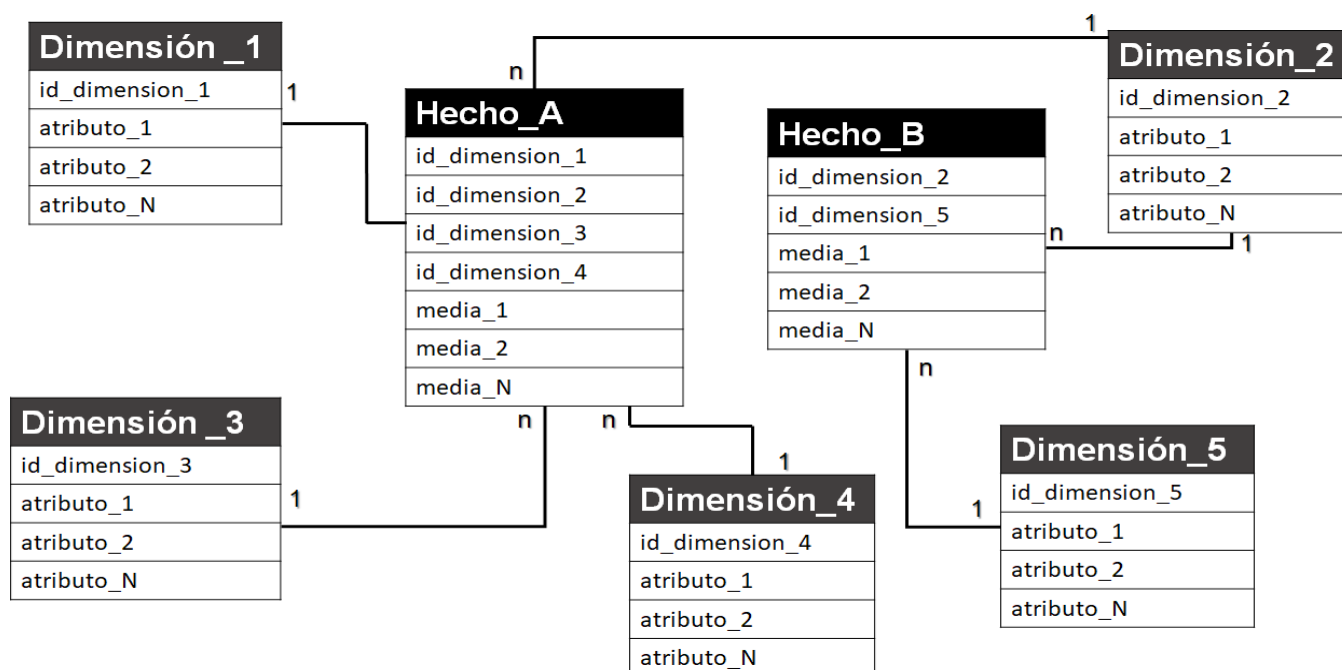 Dimensión _1
id_dimension_1
atributo_1
atributo_2
atributo_N
1
n
1
Hecho_A
id_dimension_1
id_dimension_2
id_dimension_3
id_dimension_4
media_1
media_2
media_N
n
n
Hecho_B
id_dimension_2
id_dimension_5
media_1
media_2
media_N
n
n
Dimensión_2
id_dimension_2
atributo_1
atributo_2
atributo_N
1
Dimensión _3
id_dimension_3
atributo_1
atributo_2
atributo_N
1
1
Dimensión_4
id_dimension_4
atributo_1
atributo_2
atributo_N
1
Dimensión_5
id_dimension_5
atributo_1
atributo_2
atributo_N